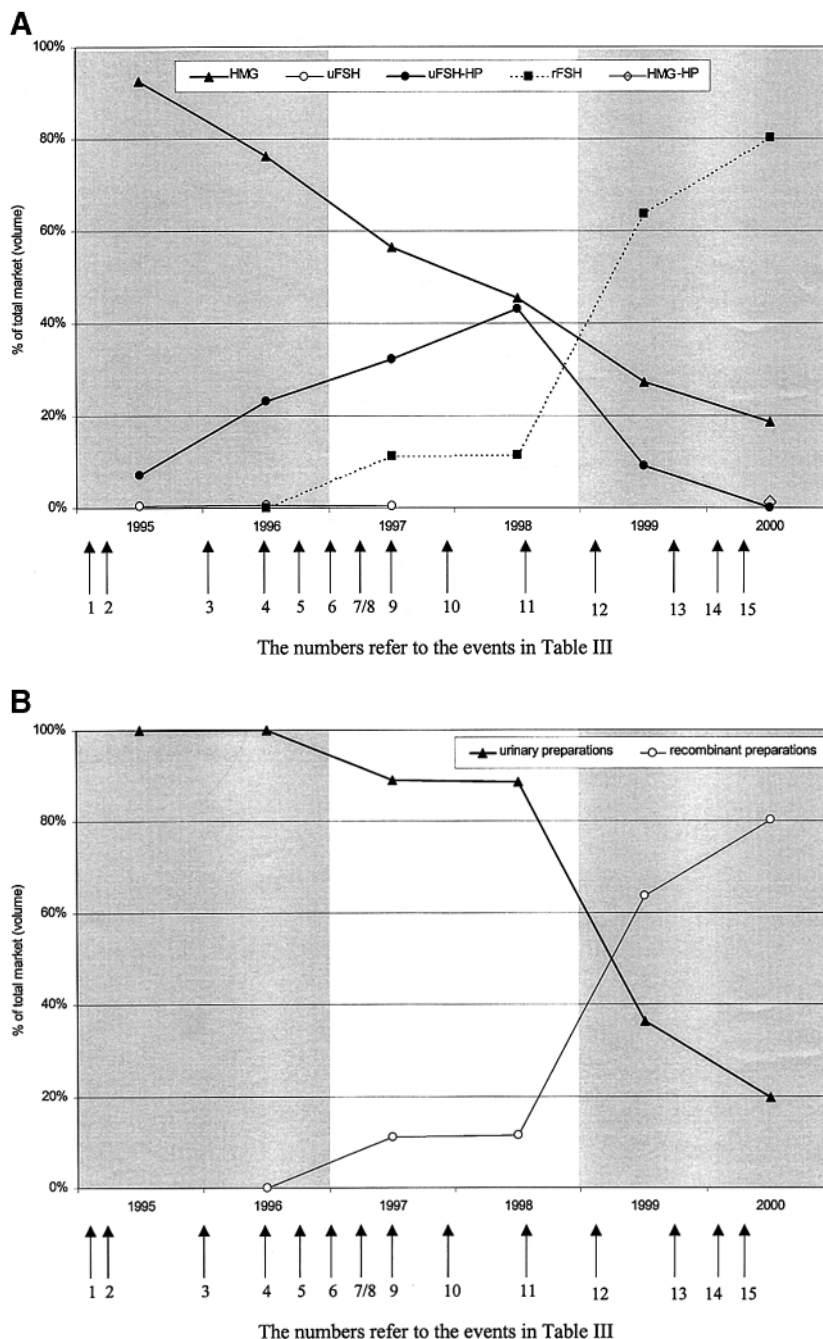 A
100%
HMG uFSH uFSH-HP rFSH HMG-HP
80%
60%
% of total market (volume)
40%
20%
0%
1995 1996 1997 1998 1999 2000
1 2 3 4 5 6 7/8 9 10 11 12 13 14 15
The numbers refer to the events in Table III
B
100%
urinary preparations recombinant preparations
80%
60%
% of total market (volume)
40%
20%
0%
1995 1996 1997 1998 1999 2000
1 2 3 4 5 6 7/8 9 10 11 12 13 14 15
The numbers refer to the events in Table III